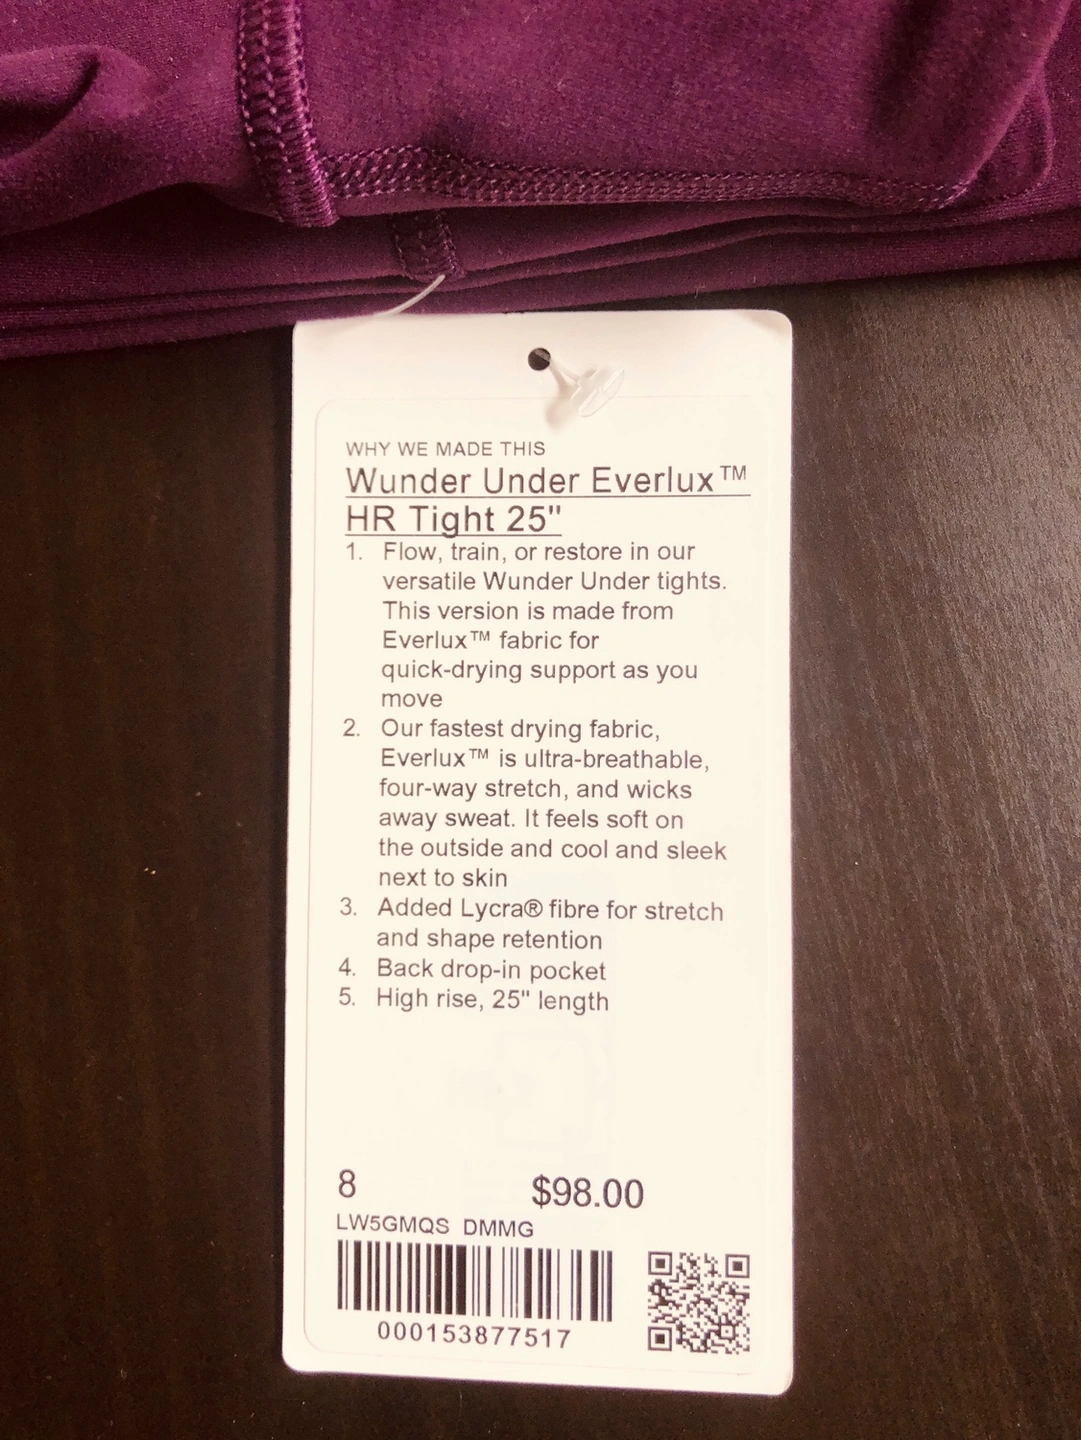 WHY WE MADE THIS
Wunder Under Everlux™
HR Tight 25"
1. Flow, train, or restore in our
versatile Wunder Under tights.
This version is made from
Everlux™ fabric for
quick-drying support as you
move
2. Our fastest drying fabric,
Everlux™ is ultra-breathable,
four-way stretch, and wicks
away sweat. It feels soft on
the outside and cool and sleek
next to skin
3. Added Lycra® fibre for stretch
and shape retention
4. Back drop-in pocket
5. High rise, 25" length
8 $98.00
LW5GMQS DMMG
000153877517